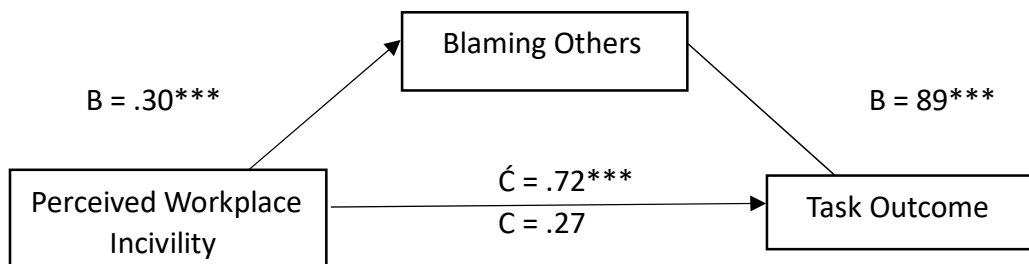 Blaming Others
B = .30***
B = 89***
Perceived Workplace
Incivility
Ć = .72***
C = .27
Task Outcome